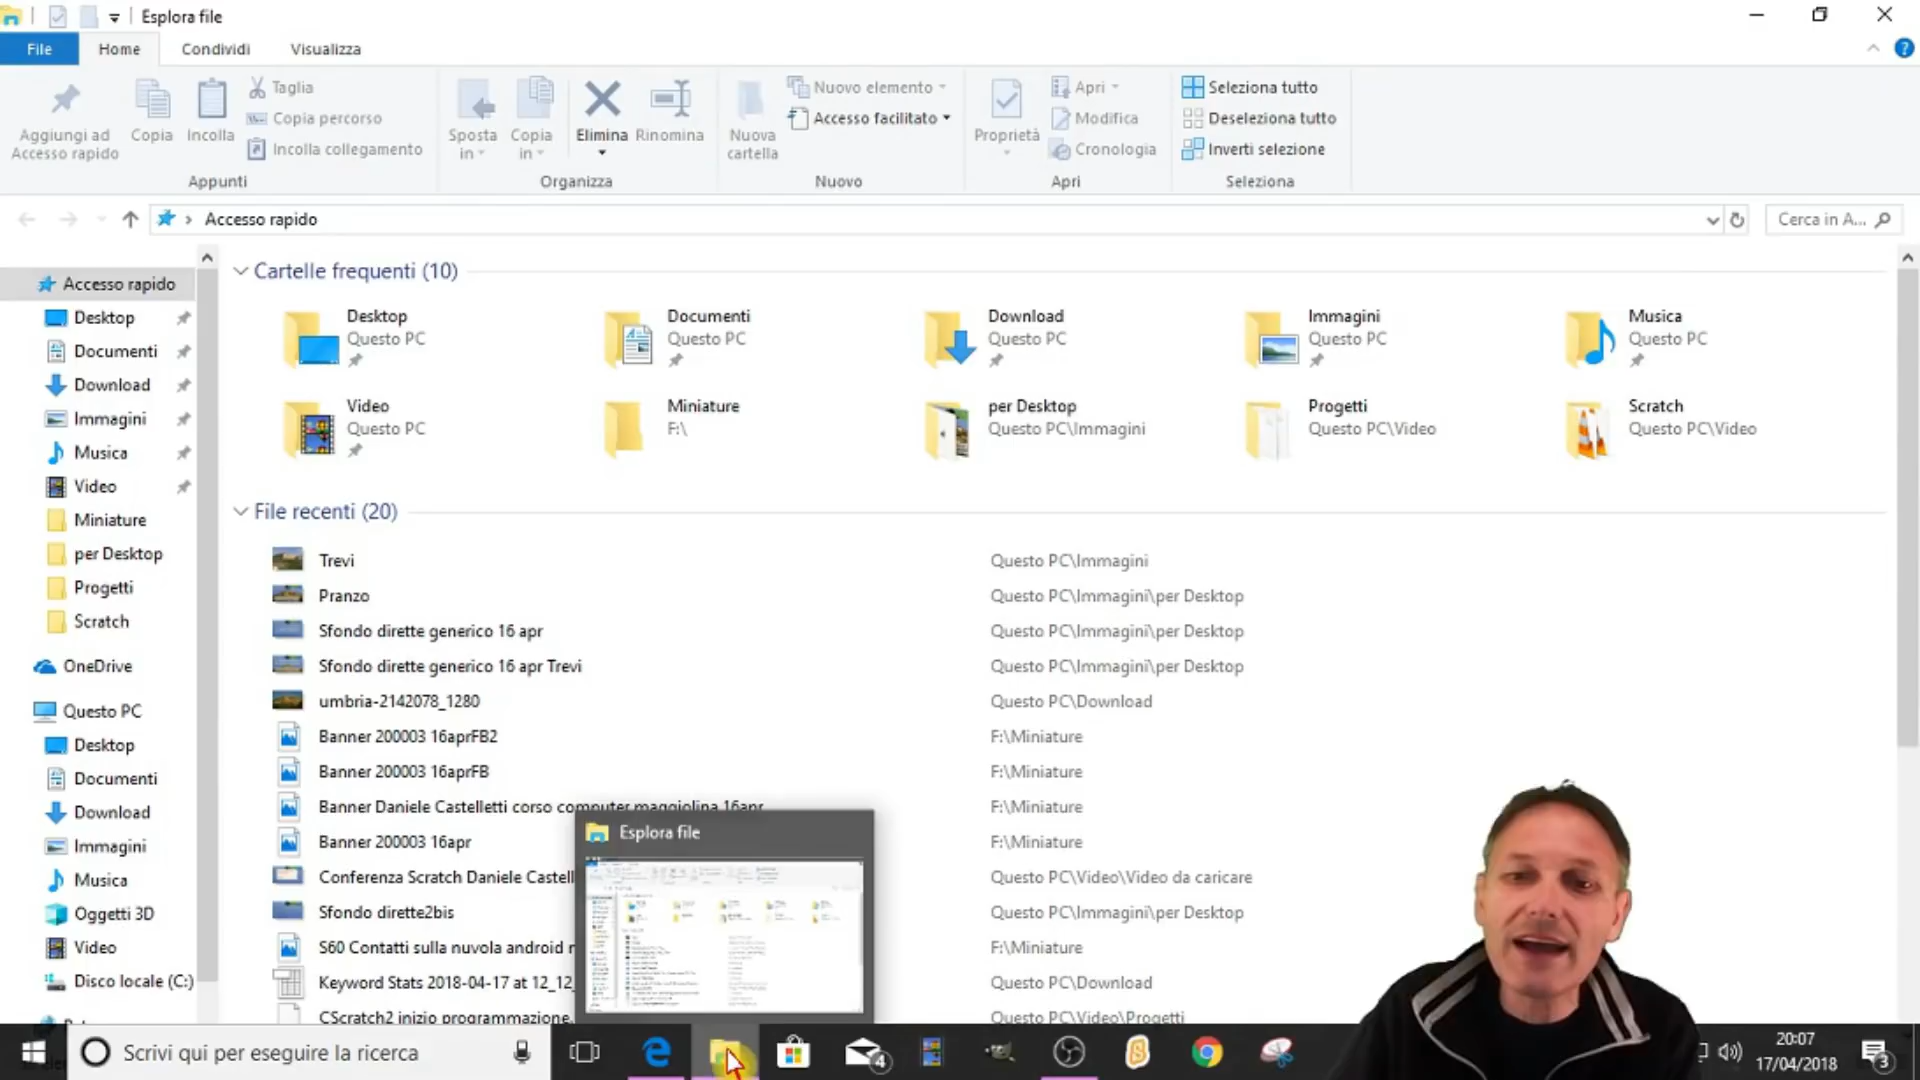 Esplora file
File Home Condividi Visualizza
Aggiungi ad Accesso rapido
Copia
Incolla
Taglia
Copia percorso
Incolla collegamento
Appunti
Sposta in
Copia in
Elimina
Rinomina
Organizza
Nuova cartella
Nuovo elemento
Accesso facilitato
Nuovo
Proprietà
Apri
Modifica
Cronologia
Apri
Seleziona tutto
Deseleziona tutto
Inverti selezione
Seleziona
Accesso rapido
Cerca in A...
Accesso rapido
Desktop
Documenti
Download
Immagini
Musica
Video
Miniature
per Desktop
Progetti
Scratch
OneDrive
Questo PC
Desktop
Documenti
Download
Immagini
Musica
Oggetti 3D
Video
Disco locale (C:)
Cartelle frequenti (10)
Desktop
Questo PC
Documenti
Questo PC
Download
Questo PC
Immagini
Questo PC
Musica
Questo PC
Video
Questo PC
Miniature
F:\
per Desktop
Questo PC\Immagini
Progetti
Questo PC\Video
Scratch
Questo PC\Video
File recenti (20)
Trevi Questo PC\Immagini
Pranzo Questo PC\Immagini\per Desktop
Sfondo dirette generico 16 apr Questo PC\Immagini\per Desktop
Sfondo dirette generico 16 apr Trevi Questo PC\Immagini\per Desktop
umbria-2142078_1280 Questo PC\Download
Banner 200003 16aprFB2 F:\Miniature
Banner 200003 16aprFB F:\Miniature
Banner Daniele Castelletti corso computer maggiolina 16apr F:\Miniature
Banner 200003 16apr F:\Miniature
Conferenza Scratch Daniele Castell Questo PC\Video\Video da caricare
Sfondo dirette2bis Questo PC\Immagini\per Desktop
S60 Contatti sulla nuvola android F:\Miniature
Keyword Stats 2018-04-17 at 12_12_ Questo PC\Download
CScratch2 inizio programmazione. Questo PC\Video\Progetti
Esplora file
Scrivi qui per eseguire la ricerca
4
20:07
17/04/2018
3